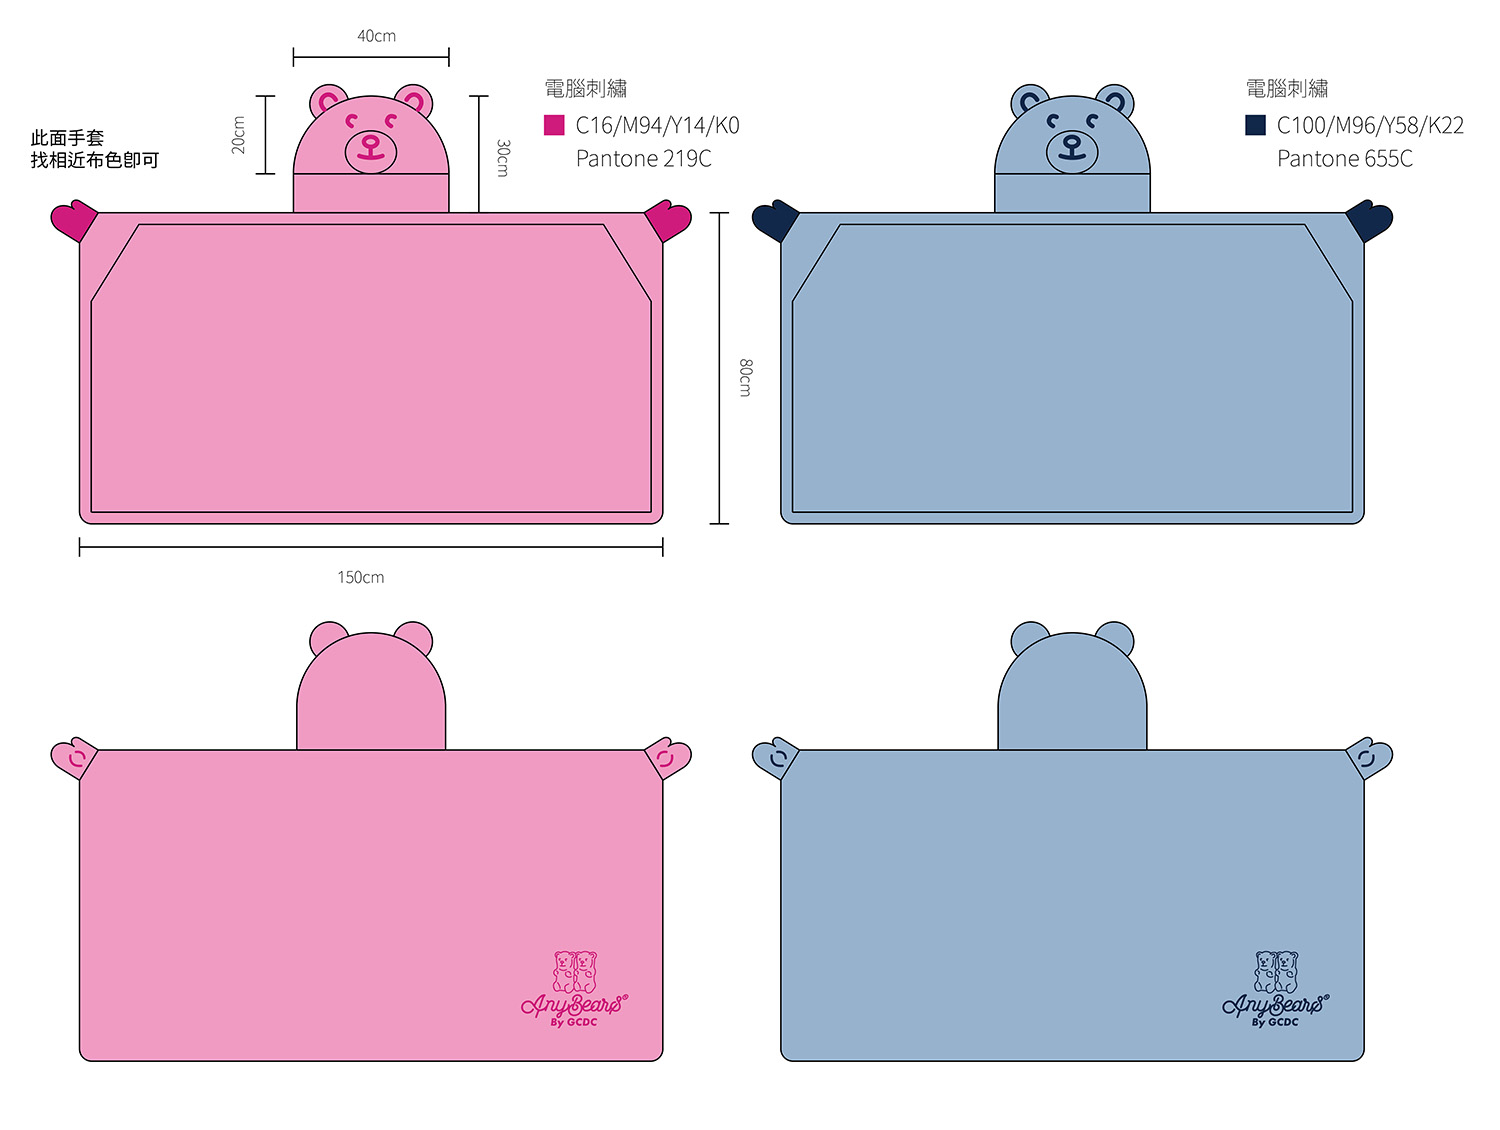 40cm
20cm
30cm
此面手套
找相近布色即可
電腦刺繡
C16/M94/Y14/K0
Pantone 219C
電腦刺繡
C100/M96/Y58/K22
Pantone 655C
80cm
150cm
AnyBears®
By GCDC
AnyBears®
By GCDC